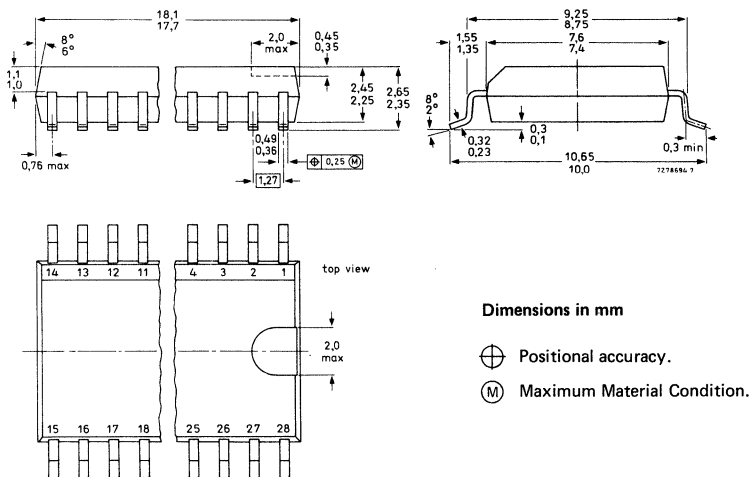 18,1
17,7
8°
6°
2,0
max
0,45
0,35
1,1
1,0
2,45
2,25
2,65
2,35
0,76 max
0,49
0,36
0,25 M
1,27
9,25
8,75
1,55
1,35
7,6
7,4
8°
2°
0,32
0,23
0,3
0,1
0,3 min
10,65
10,0
7278694 7
14 13 12 11 4 3 2 1
top view
2,0
max
15 16 17 18 25 26 27 28
Dimensions in mm
Positional accuracy.
M Maximum Material Condition.